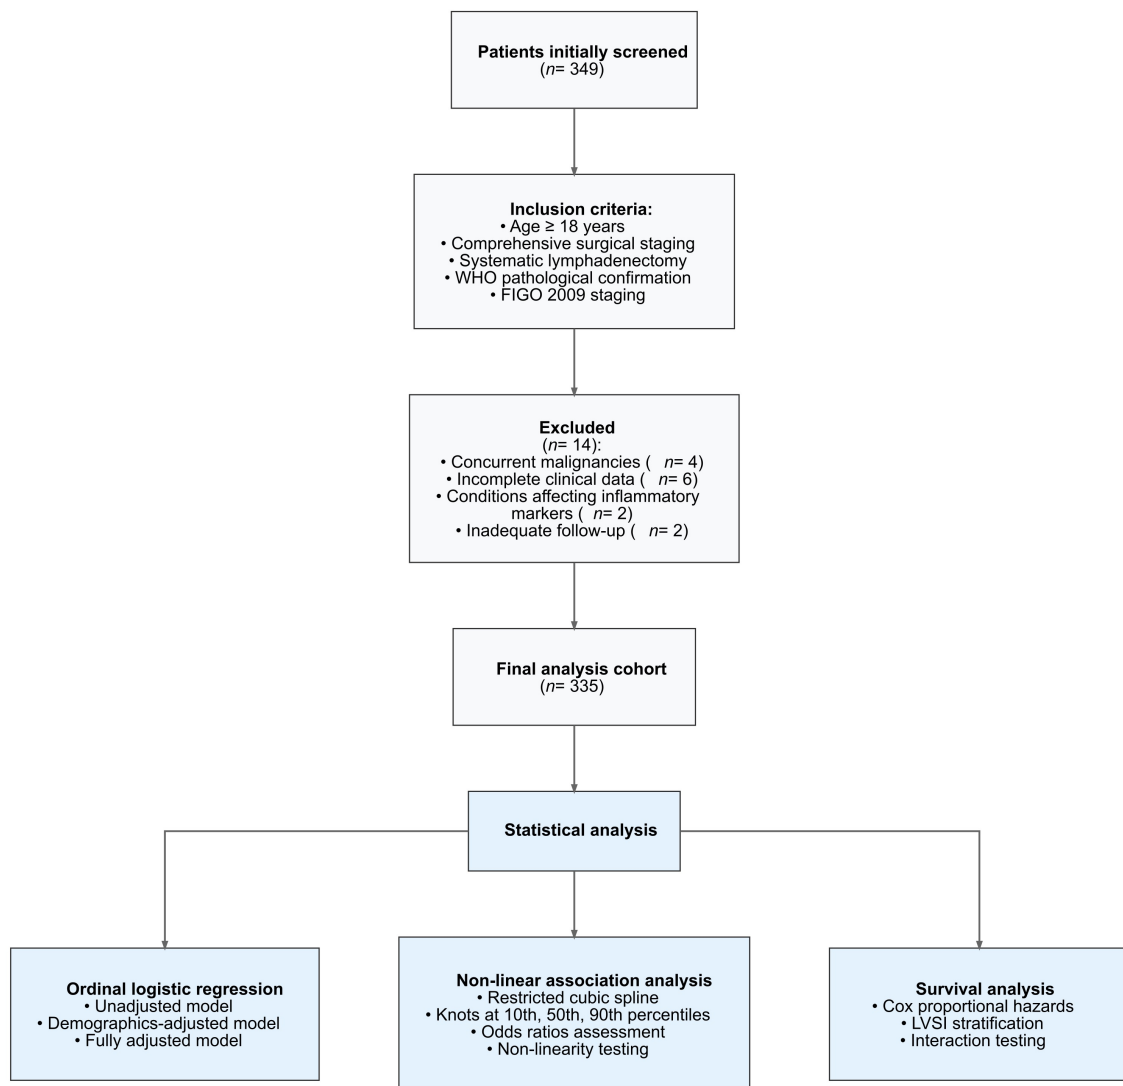 Patients initially screened
(n= 349)
Inclusion criteria:
• Age ≥ 18 years
• Comprehensive surgical staging
• Systematic lymphadenectomy
• WHO pathological confirmation
• FIGO 2009 staging
Excluded
(n= 14):
• Concurrent malignancies ( n= 4)
• Incomplete clinical data ( n= 6)
• Conditions affecting inflammatory
markers ( n= 2)
• Inadequate follow-up ( n= 2)
Final analysis cohort
(n= 335)
Statistical analysis
Ordinal logistic regression
• Unadjusted model
• Demographics-adjusted model
• Fully adjusted model
Non-linear association analysis
• Restricted cubic spline
• Knots at 10th, 50th, 90th percentiles
• Odds ratios assessment
• Non-linearity testing
Survival analysis
• Cox proportional hazards
• LVSI stratification
• Interaction testing